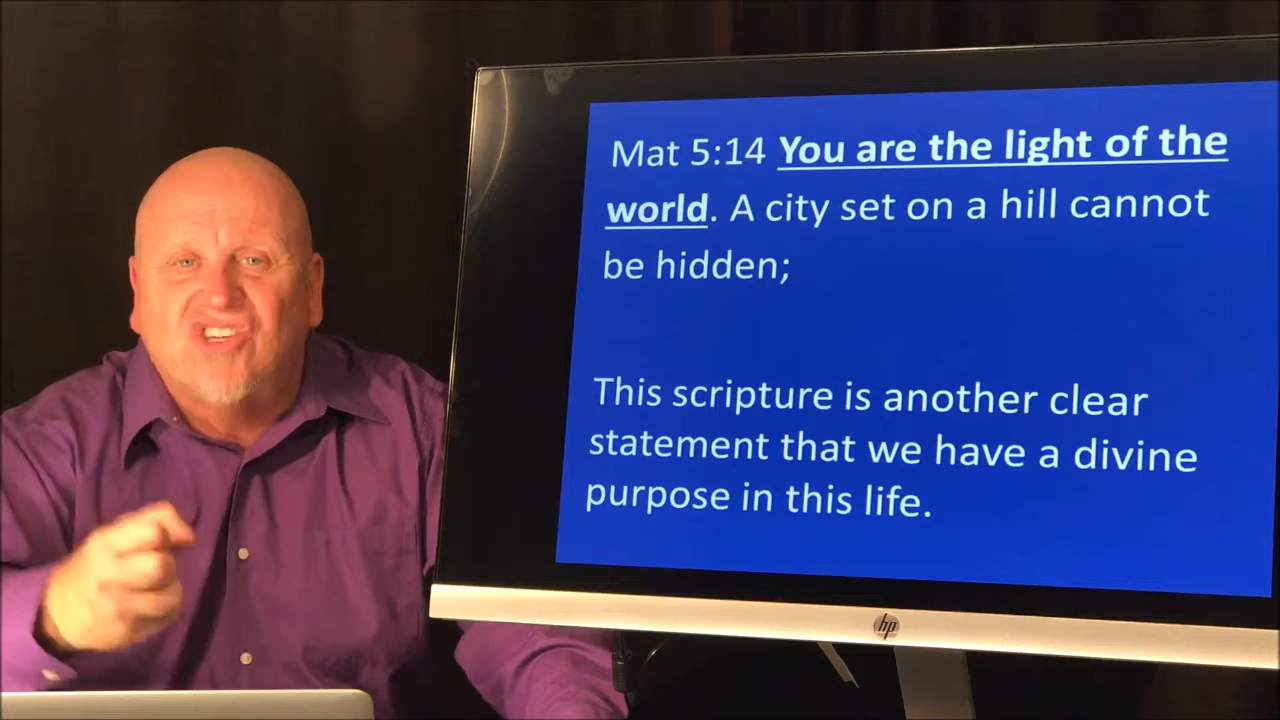 Mat 5:14 You are the light of the
world. A city set on a hill cannot
be hidden;
This scripture is another clear
statement that we have a divine
purpose in this life.
hp